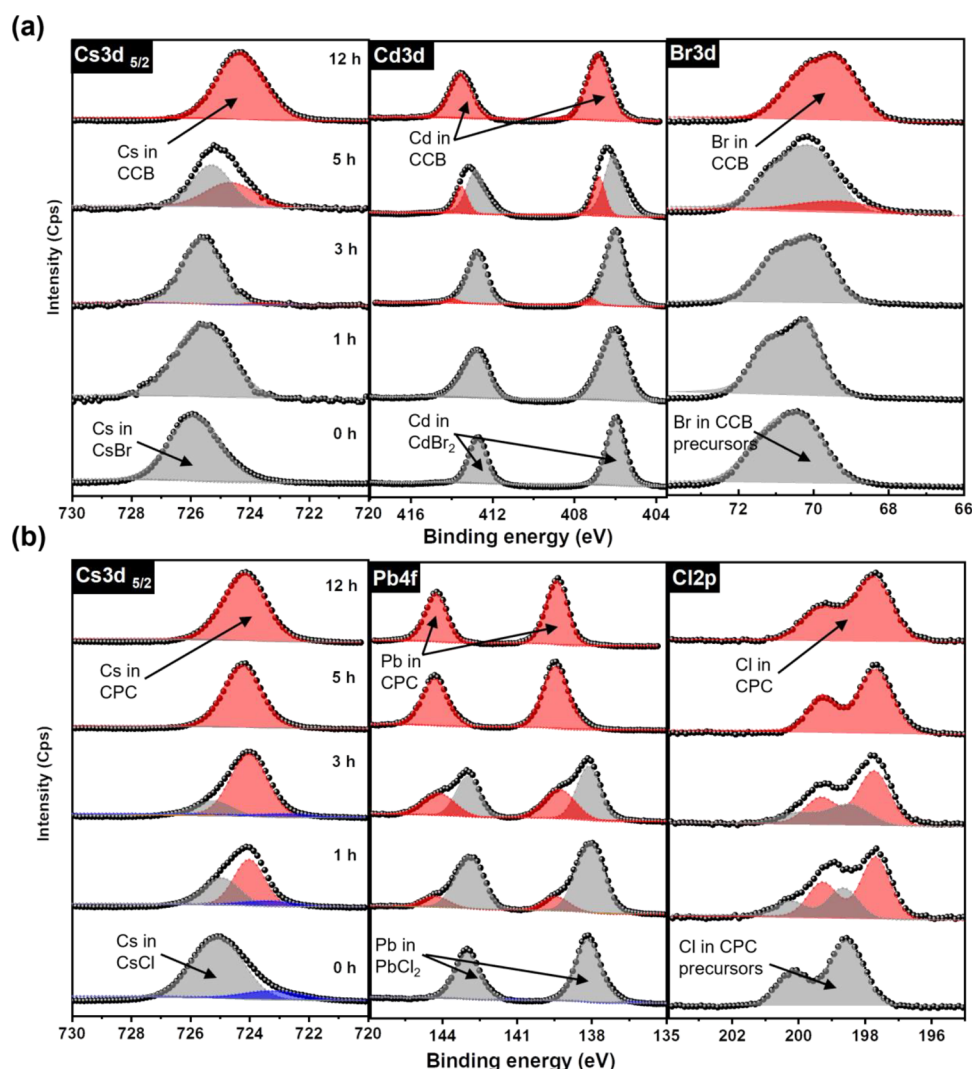 (a)
Cs3d 5/2
Cd3d
Br3d
12 h
Cs in
CCB
Cd in
CCB
Br in
CCB
5 h
3 h
1 h
Cs in
CsBr
0 h
Cd in
CdBr2
Br in CCB
precursors
Intensity (Cps)
730 728 726 724 722 720
416 412 408 404
72 70 68 66
Binding energy (eV)
(b)
Cs3d 5/2
Pb4f
Cl2p
12 h
Cs in
CPC
Pb in
CPC
Cl in
CPC
5 h
3 h
1 h
Cs in
CsCl
0 h
Pb in
PbCl2
Cl in CPC
precursors
Intensity (Cps)
730 728 726 724 722 720
144 141 138 135
202 200 198 196
Binding energy (eV)